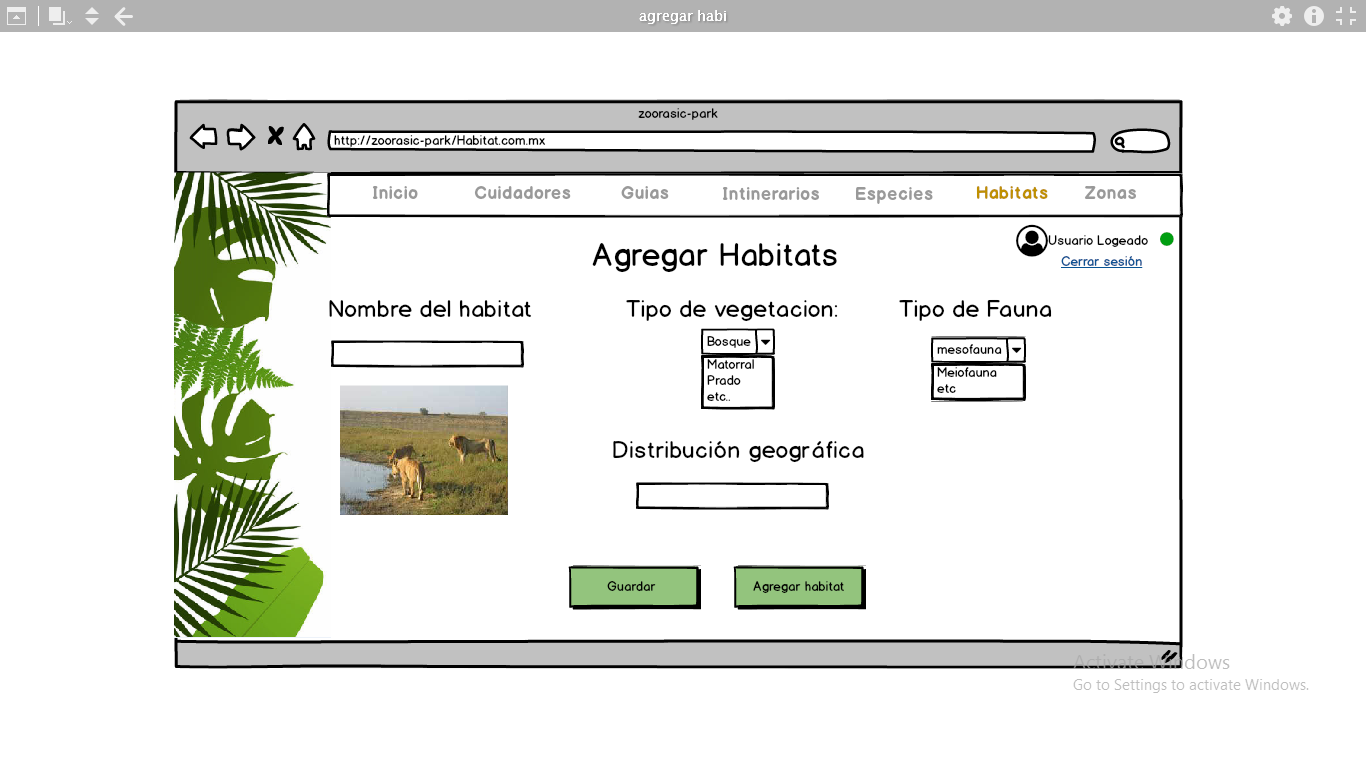 agregar habi
zoorasic-park
http://zoorasic-park/Habitat.com.mx
Inicio Cuidadores Guias Intinerarios Especies Habitats Zonas
Usuario Logeado
Cerrar sesión
Agregar Habitats
Nombre del habitat
Tipo de vegetacion:
Bosque
Matorral
Prado
etc..
Tipo de Fauna
mesofauna
Meiofauna
etc
Distribución geográfica
Guardar
Agregar habitat
Activate Windows
Go to Settings to activate Windows.